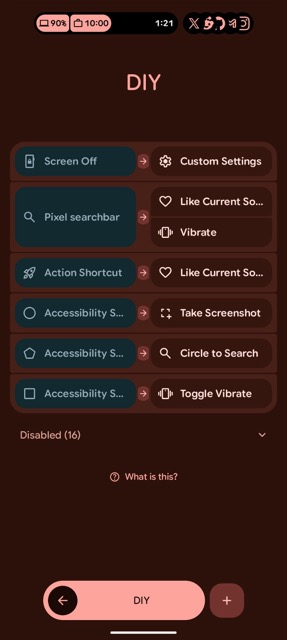 90% 10:00 1:21
DIY
Screen Off Custom Settings
Pixel searchbar Like Current So...
Vibrate
Action Shortcut Like Current So...
Accessibility S... Take Screenshot
Accessibility S... Circle to Search
Accessibility S... Toggle Vibrate
Disabled (16)
What is this?
DIY